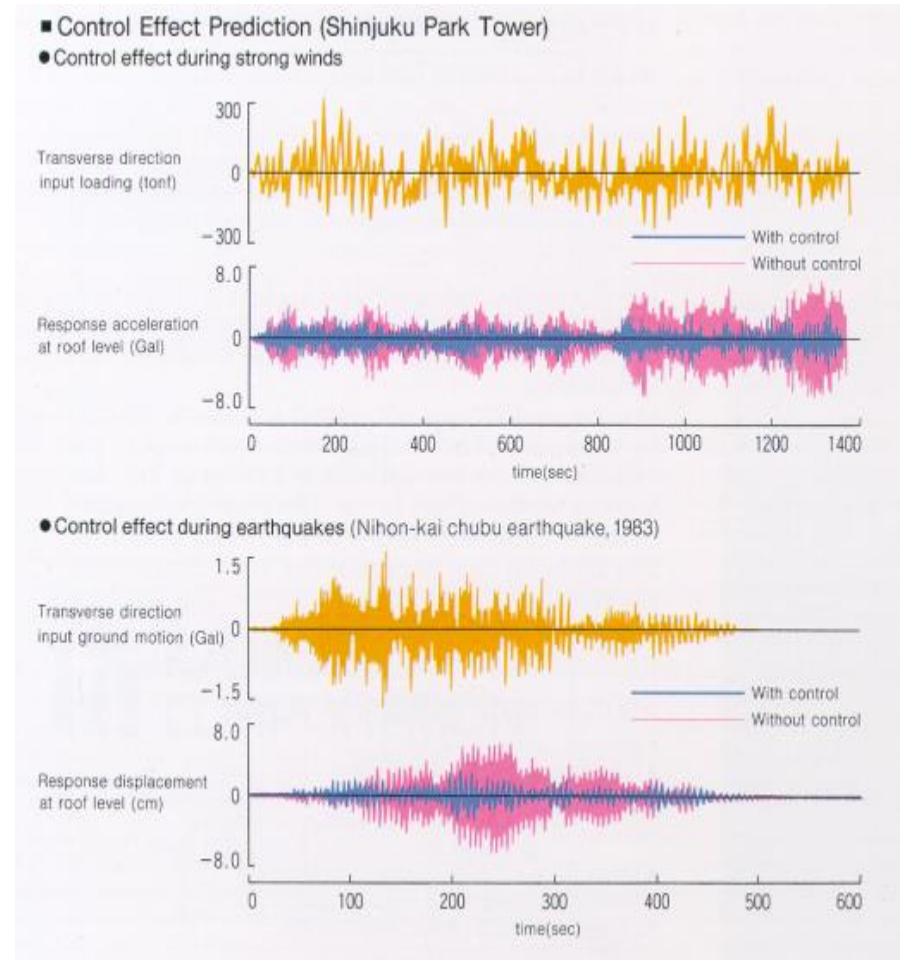 ■ Control Effect Prediction (Shinjuku Park Tower)
● Control effect during strong winds
300
Transverse direction
input loading (tonf)
0
−300
With control
Without control
8.0
Response acceleration
at roof level (Gal)
0
−8.0
0 200 400 600 800 1000 1200 1400
time(sec)
● Control effect during earthquakes (Nihon-kai chubu earthquake, 1983)
1.5
Transverse direction
input ground motion (Gal)
0
−1.5
With control
Without control
8.0
Response displacement
at roof level (cm)
0
−8.0
0 100 200 300 400 500 600
time(sec)